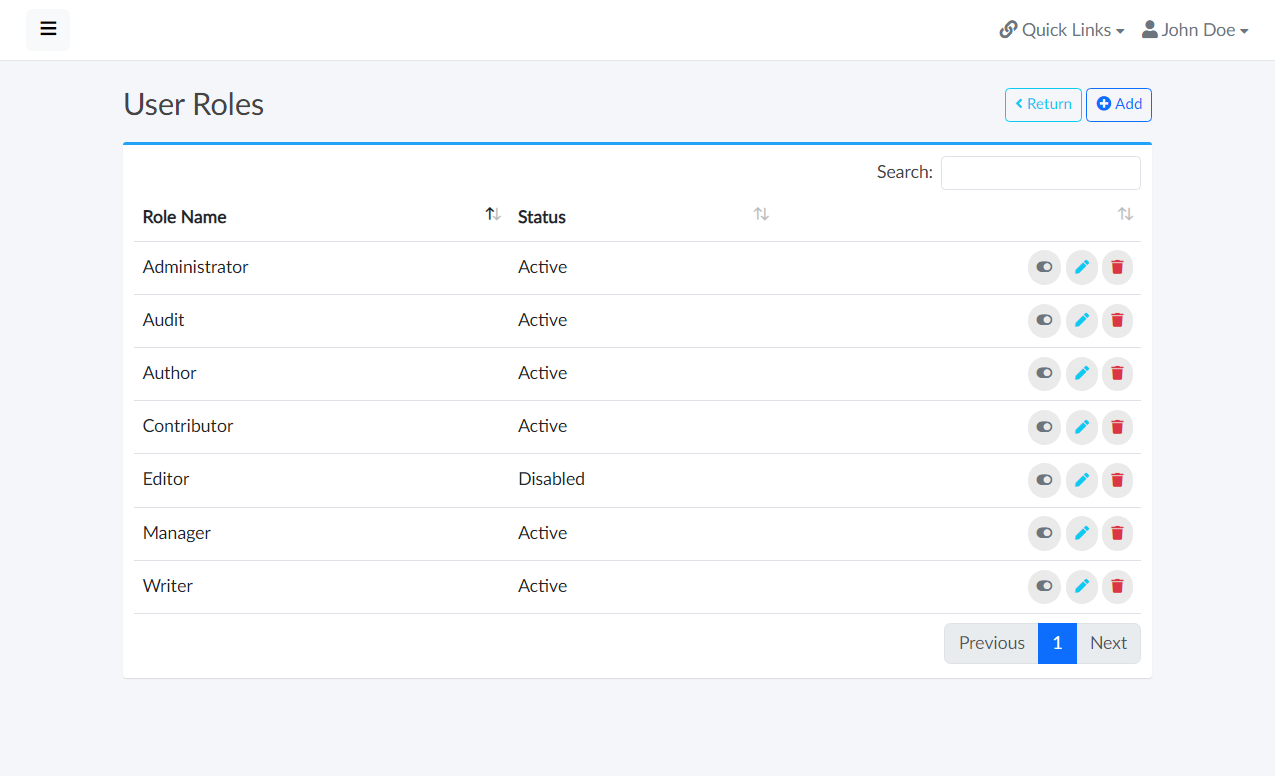 Quick Links John Doe
User Roles
Return Add
Search:
Role Name Status
Administrator Active
Audit Active
Author Active
Contributor Active
Editor Disabled
Manager Active
Writer Active
Previous 1 Next